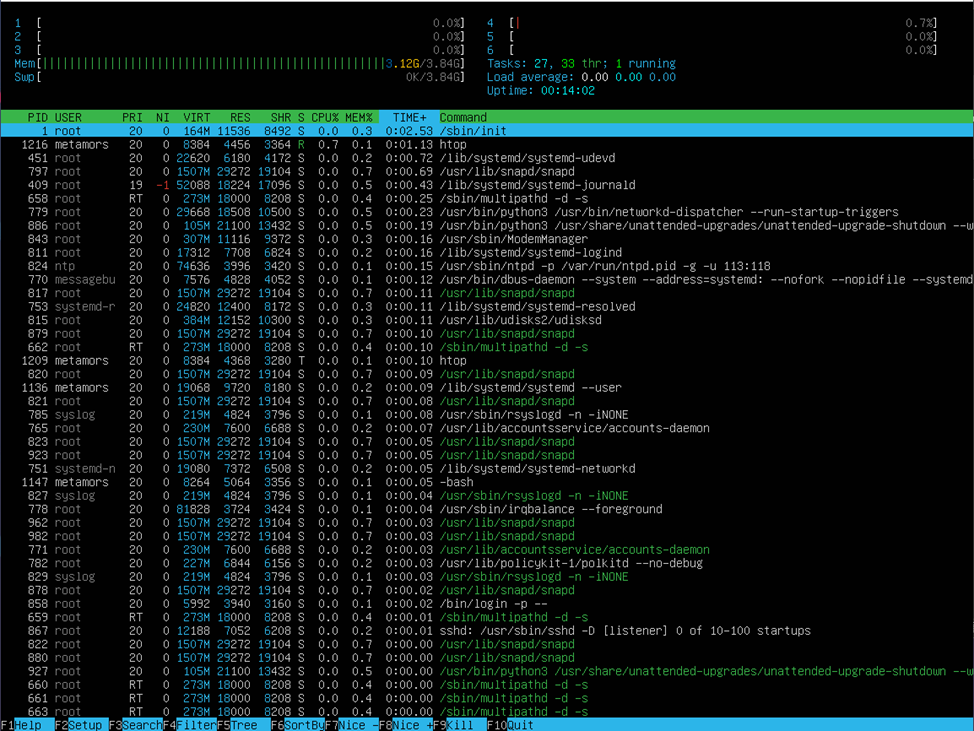 1 [ 0.0%] 4 [| 0.7%]
2 [ 0.0%] 5 [ 0.0%]
3 [ 0.0%] 6 [ 0.0%]
Mem[||||||||||||||||||||||||||||||||||||||||||||||||||3.12G/3.84G] Tasks: 27, 33 thr; 1 running
Swp[ 0K/3.84G] Load average: 0.00 0.00 0.00
Uptime: 00:14:02
PID USER PRI NI VIRT RES SHR S CPU% MEM% TIME+ Command
1 root 20 0 164M 11536 8492 S 0.0 0.3 0:02.53 /sbin/init
1216 metamors 20 0 8384 4456 3364 R 0.7 0.1 0:01.13 htop
451 root 20 0 22620 6180 4172 S 0.0 0.2 0:00.72 /lib/systemd/systemd-udevd
797 root 20 0 1507M 29272 19104 S 0.0 0.7 0:00.69 /usr/lib/snapd/snapd
409 root 19 -1 52088 18224 17096 S 0.0 0.5 0:00.43 /lib/systemd/systemd-journald
658 root RT 0 273M 18000 8208 S 0.0 0.4 0:00.25 /sbin/multipathd -d -s
779 root 20 0 29668 18508 10500 S 0.0 0.5 0:00.23 /usr/bin/python3 /usr/bin/networkd-dispatcher --run-startup-triggers
886 root 20 0 105M 21100 13432 S 0.0 0.5 0:00.19 /usr/bin/python3 /usr/share/unattended-upgrades/unattended-upgrade-shutdown --w
843 root 20 0 307M 11116 9372 S 0.0 0.3 0:00.16 /usr/sbin/ModemManager
811 root 20 0 17312 7708 6824 S 0.0 0.2 0:00.16 /lib/systemd/systemd-logind
824 ntp 20 0 74636 3996 3420 S 0.0 0.1 0:00.15 /usr/sbin/ntpd -p /var/run/ntpd.pid -g -u 113:118
770 messagebu 20 0 7576 4828 4052 S 0.0 0.1 0:00.12 /usr/bin/dbus-daemon --system --address=systemd: --nofork --nopidfile --systemd
817 root 20 0 1507M 29272 19104 S 0.0 0.7 0:00.11 /usr/lib/snapd/snapd
753 systemd-r 20 0 24820 12400 8172 S 0.0 0.3 0:00.11 /lib/systemd/systemd-resolved
815 root 20 0 384M 12152 10300 S 0.0 0.3 0:00.11 /usr/lib/udisks2/udisksd
879 root 20 0 1507M 29272 19104 S 0.0 0.7 0:00.10 /usr/lib/snapd/snapd
662 root RT 0 273M 18000 8208 S 0.0 0.4 0:00.10 /sbin/multipathd -d -s
1209 metamors 20 0 8384 4368 3280 T 0.0 0.1 0:00.10 htop
820 root 20 0 1507M 29272 19104 S 0.0 0.7 0:00.09 /usr/lib/snapd/snapd
1136 metamors 20 0 19068 9720 8180 S 0.0 0.2 0:00.09 /lib/systemd/systemd --user
821 root 20 0 1507M 29272 19104 S 0.0 0.7 0:00.08 /usr/lib/snapd/snapd
785 syslog 20 0 219M 4824 3796 S 0.0 0.1 0:00.08 /usr/sbin/rsyslogd -n -iNONE
765 root 20 0 230M 7600 6688 S 0.0 0.2 0:00.07 /usr/lib/accountsservice/accounts-daemon
823 root 20 0 1507M 29272 19104 S 0.0 0.7 0:00.05 /usr/lib/snapd/snapd
923 root 20 0 1507M 29272 19104 S 0.0 0.7 0:00.05 /usr/lib/snapd/snapd
751 systemd-n 20 0 19080 7372 6508 S 0.0 0.2 0:00.05 /lib/systemd/systemd-networkd
1147 metamors 20 0 8264 5064 3356 S 0.0 0.1 0:00.05 -bash
827 syslog 20 0 219M 4824 3796 S 0.0 0.1 0:00.04 /usr/sbin/rsyslogd -n -iNONE
778 root 20 0 81828 3724 3424 S 0.0 0.1 0:00.04 /usr/sbin/irqbalance --foreground
962 root 20 0 1507M 29272 19104 S 0.0 0.7 0:00.03 /usr/lib/snapd/snapd
982 root 20 0 1507M 29272 19104 S 0.0 0.7 0:00.03 /usr/lib/snapd/snapd
771 root 20 0 230M 7600 6688 S 0.0 0.2 0:00.03 /usr/lib/accountsservice/accounts-daemon
782 root 20 0 227M 6844 6156 S 0.0 0.2 0:00.03 /usr/lib/policykit-1/polkitd --no-debug
829 syslog 20 0 219M 4824 3796 S 0.0 0.1 0:00.03 /usr/sbin/rsyslogd -n -iNONE
878 root 20 0 1507M 29272 19104 S 0.0 0.7 0:00.02 /usr/lib/snapd/snapd
858 root 20 0 5992 3940 3160 S 0.0 0.1 0:00.02 /bin/login -p --
659 root RT 0 273M 18000 8208 S 0.0 0.4 0:00.01 /sbin/multipathd -d -s
867 root 20 0 12188 7052 6208 S 0.0 0.2 0:00.01 sshd: /usr/sbin/sshd -D [listener] 0 of 10-100 startups
822 root 20 0 1507M 29272 19104 S 0.0 0.7 0:00.00 /usr/lib/snapd/snapd
880 root 20 0 1507M 29272 19104 S 0.0 0.7 0:00.00 /usr/lib/snapd/snapd
927 root 20 0 105M 21100 13432 S 0.0 0.5 0:00.00 /usr/bin/python3 /usr/share/unattended-upgrades/unattended-upgrade-shutdown --w
660 root RT 0 273M 18000 8208 S 0.0 0.4 0:00.00 /sbin/multipathd -d -s
661 root RT 0 273M 18000 8208 S 0.0 0.4 0:00.00 /sbin/multipathd -d -s
663 root RT 0 273M 18000 8208 S 0.0 0.4 0:00.00 /sbin/multipathd -d -s
F1Help F2Setup F3SearchF4FilterF5Tree F6SortByF7Nice -F8Nice +F9Kill F10Quit